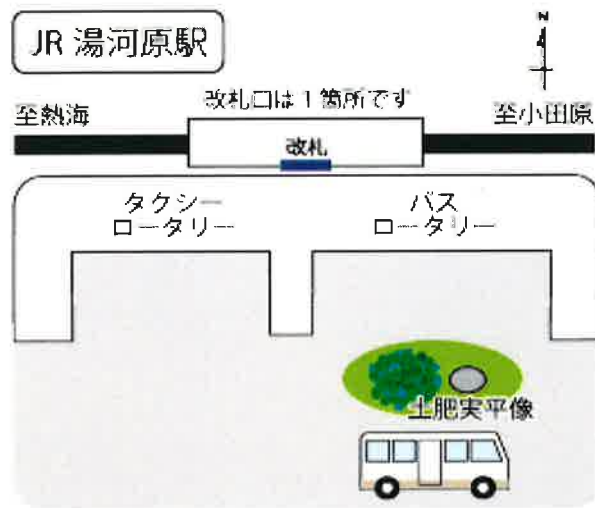 JR 湯河原駅
N
改札口は1箇所です
至熱海
至小田原
改札
タクシー
ロータリー
バス
ロータリー
土肥実平像